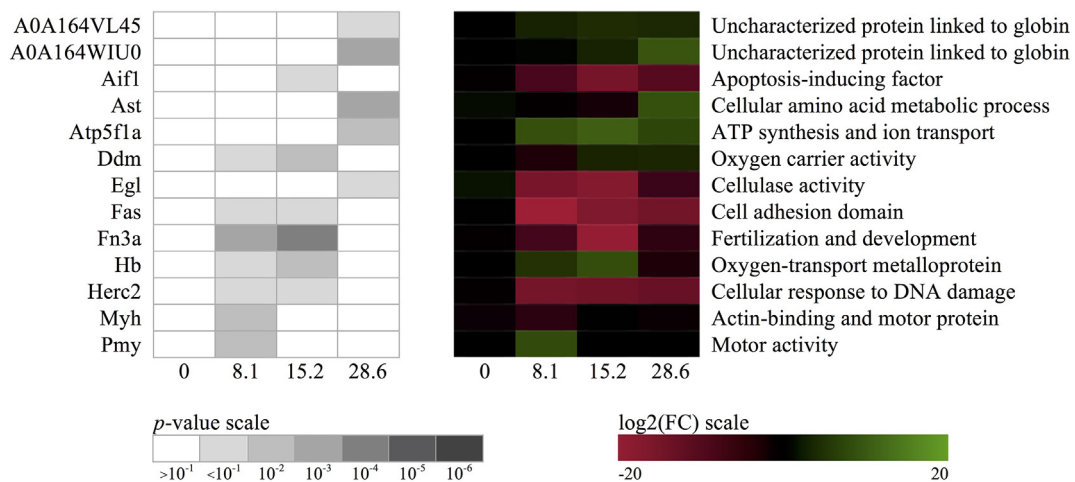 A0A164VL45 Uncharacterized protein linked to globin
A0A164WIU0 Uncharacterized protein linked to globin
Aif1 Apoptosis-inducing factor
Ast Cellular amino acid metabolic process
Atp5f1a ATP synthesis and ion transport
Ddm Oxygen carrier activity
Egl Cellulase activity
Fas Cell adhesion domain
Fn3a Fertilization and development
Hb Oxygen-transport metalloprotein
Herc2 Cellular response to DNA damage
Myh Actin-binding and motor protein
Pmy Motor activity
0 8.1 15.2 28.6 0 8.1 15.2 28.6
p-value scale log2(FC) scale
>10⁻¹ <10⁻¹ 10⁻² 10⁻³ 10⁻⁴ 10⁻⁵ 10⁻⁶ -20 20